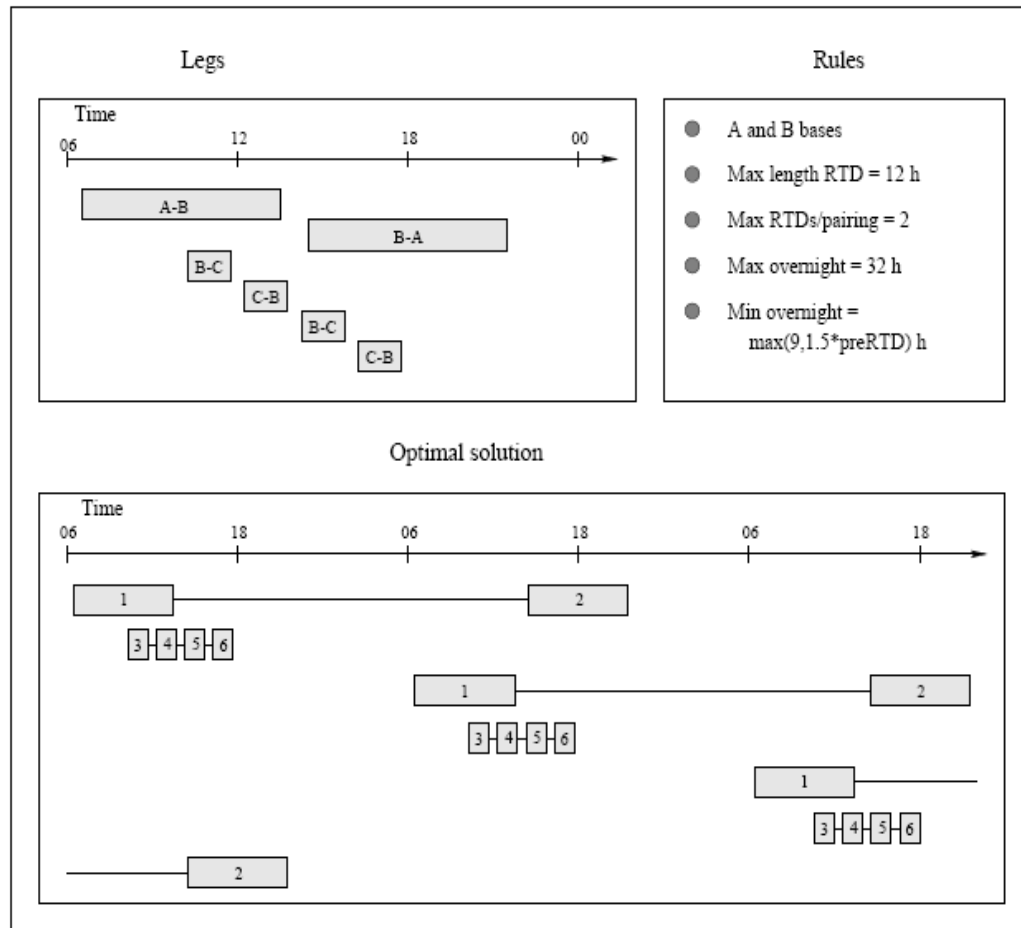 Legs
Rules
Time
06 12 18 00
A-B
B-A
B-C
C-B
B-C
C-B
A and B bases
Max length RTD = 12 h
Max RTDs/pairing = 2
Max overnight = 32 h
Min overnight =
max(9,1.5*preRTD) h
Optimal solution
Time
06 18 06 18 06 18
1 2
3 4 5 6
1 2
3 4 5 6
1
3 4 5 6
2